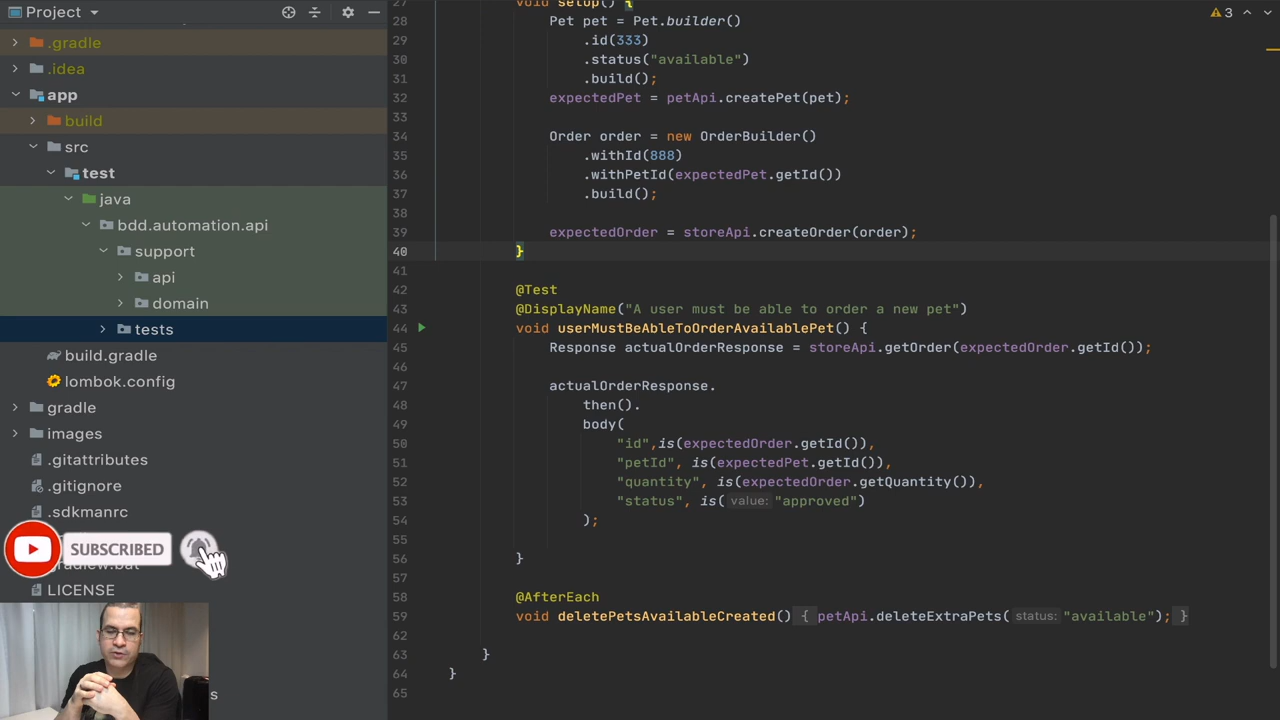 Project
.gradle
.idea
app
build
src
test
java
bdd.automation.api
support
api
domain
tests
build.gradle
lombok.config
gradle
images
.gitattributes
.gitignore
.sdkmanrc
SUBSCRIBED
LICENSE
3
27 void setup() {
28 Pet pet = Pet.builder()
29 .id(333)
30 .status("available")
31 .build();
32 expectedPet = petApi.createPet(pet);
33
34 Order order = new OrderBuilder()
35 .withId(888)
36 .withPetId(expectedPet.getId())
37 .build();
38
39 expectedOrder = storeApi.createOrder(order);
40 }
41
42 @Test
43 @DisplayName("A user must be able to order a new pet")
44 void userMustBeAbleToOrderAvailablePet() {
45 Response actualOrderResponse = storeApi.getOrder(expectedOrder.getId());
46
47 actualOrderResponse.
48 then().
49 body(
50 "id",is(expectedOrder.getId()),
51 "petId", is(expectedPet.getId()),
52 "quantity", is(expectedOrder.getQuantity()),
53 "status", is( value: "approved")
54 );
55
56 }
57
58 @AfterEach
59 void deletePetsAvailableCreated() { petApi.deleteExtraPets( status: "available"); }
62
63 }
64 }
65